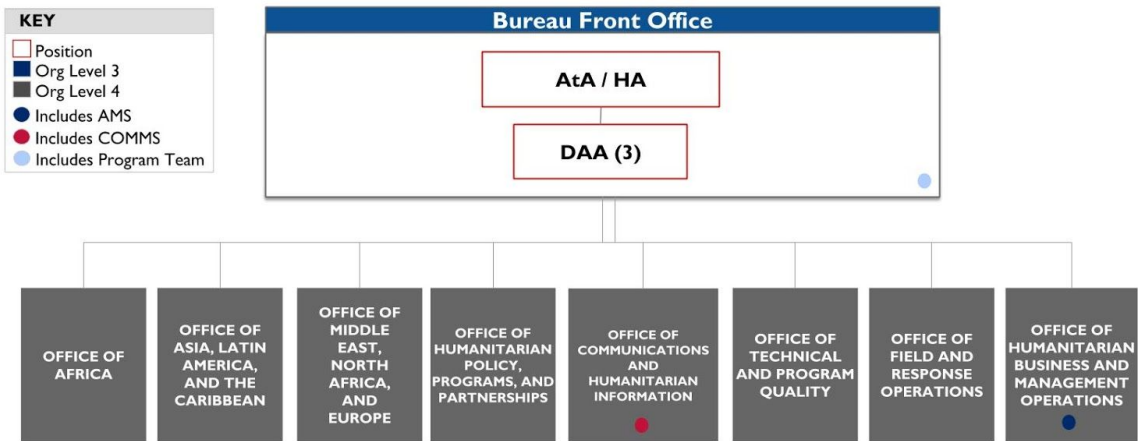 KEY
Position
Org Level 3
Org Level 4
Includes AMS
Includes COMMS
Includes Program Team
Bureau Front Office
AtA / HA
DAA (3)
OFFICE OF
AFRICA
OFFICE OF
ASIA, LATIN
AMERICA,
AND THE
CARIBBEAN
OFFICE OF
MIDDLE
EAST,
NORTH
AFRICA,
AND
EUROPE
OFFICE OF
HUMANITARIAN
POLICY,
PROGRAMS, AND
PARTNERSHIPS
OFFICE OF
COMMUNICATIONS
AND
HUMANITARIAN
INFORMATION
OFFICE OF
TECHNICAL
AND PROGRAM
QUALITY
OFFICE OF
FIELD AND
RESPONSE
OPERATIONS
OFFICE OF
HUMANITARIAN
BUSINESS AND
MANAGEMENT
OPERATIONS